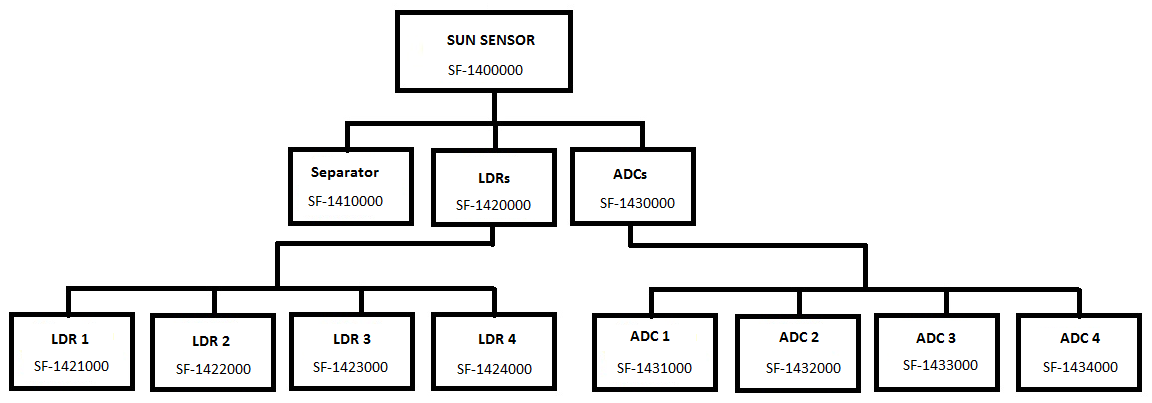 SUN SENSOR
SF-1400000
Separator
SF-1410000
LDRs
SF-1420000
ADCs
SF-1430000
LDR 1
SF-1421000
LDR 2
SF-1422000
LDR 3
SF-1423000
LDR 4
SF-1424000
ADC 1
SF-1431000
ADC 2
SF-1432000
ADC 3
SF-1433000
ADC 4
SF-1434000